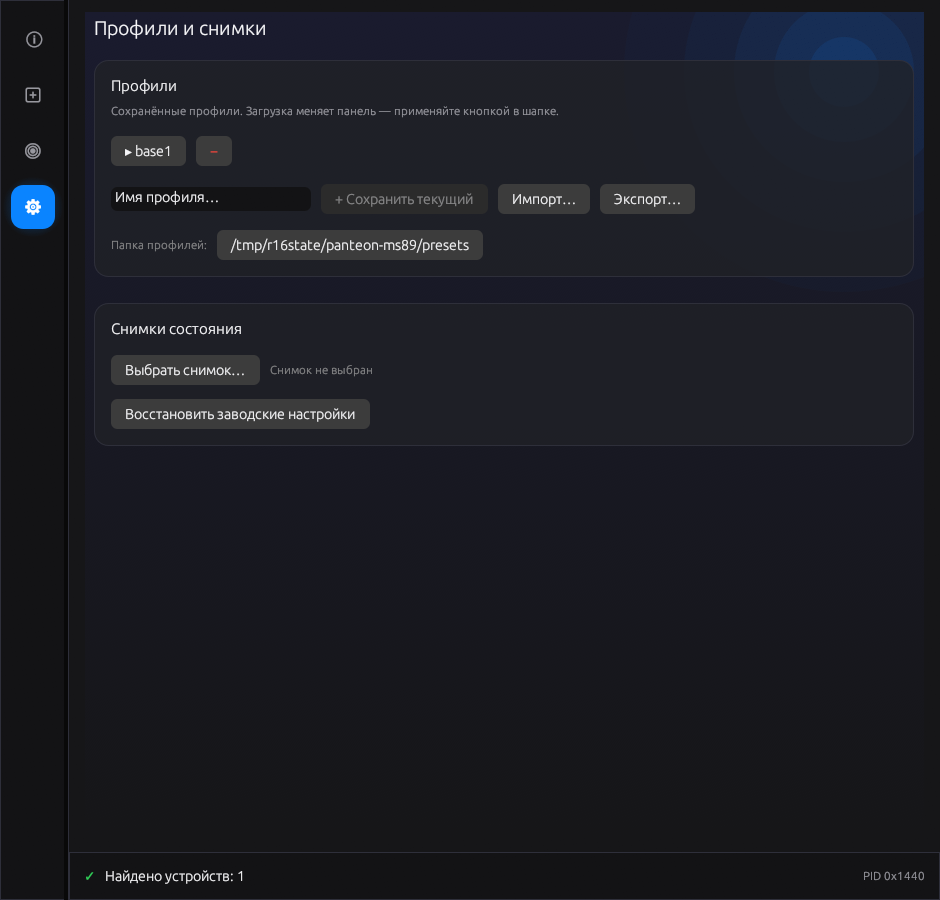 Профили и снимки
Профили
Сохранённые профили. Загрузка меняет панель — применяйте кнопкой в шапке.
▸ base1 −
Имя профиля… + Сохранить текущий Импорт… Экспорт…
Папка профилей: /tmp/r16state/panteon-ms89/presets
Снимки состояния
Выбрать снимок… Снимок не выбран
Восстановить заводские настройки
✓ Найдено устройств: 1 PID 0x1440